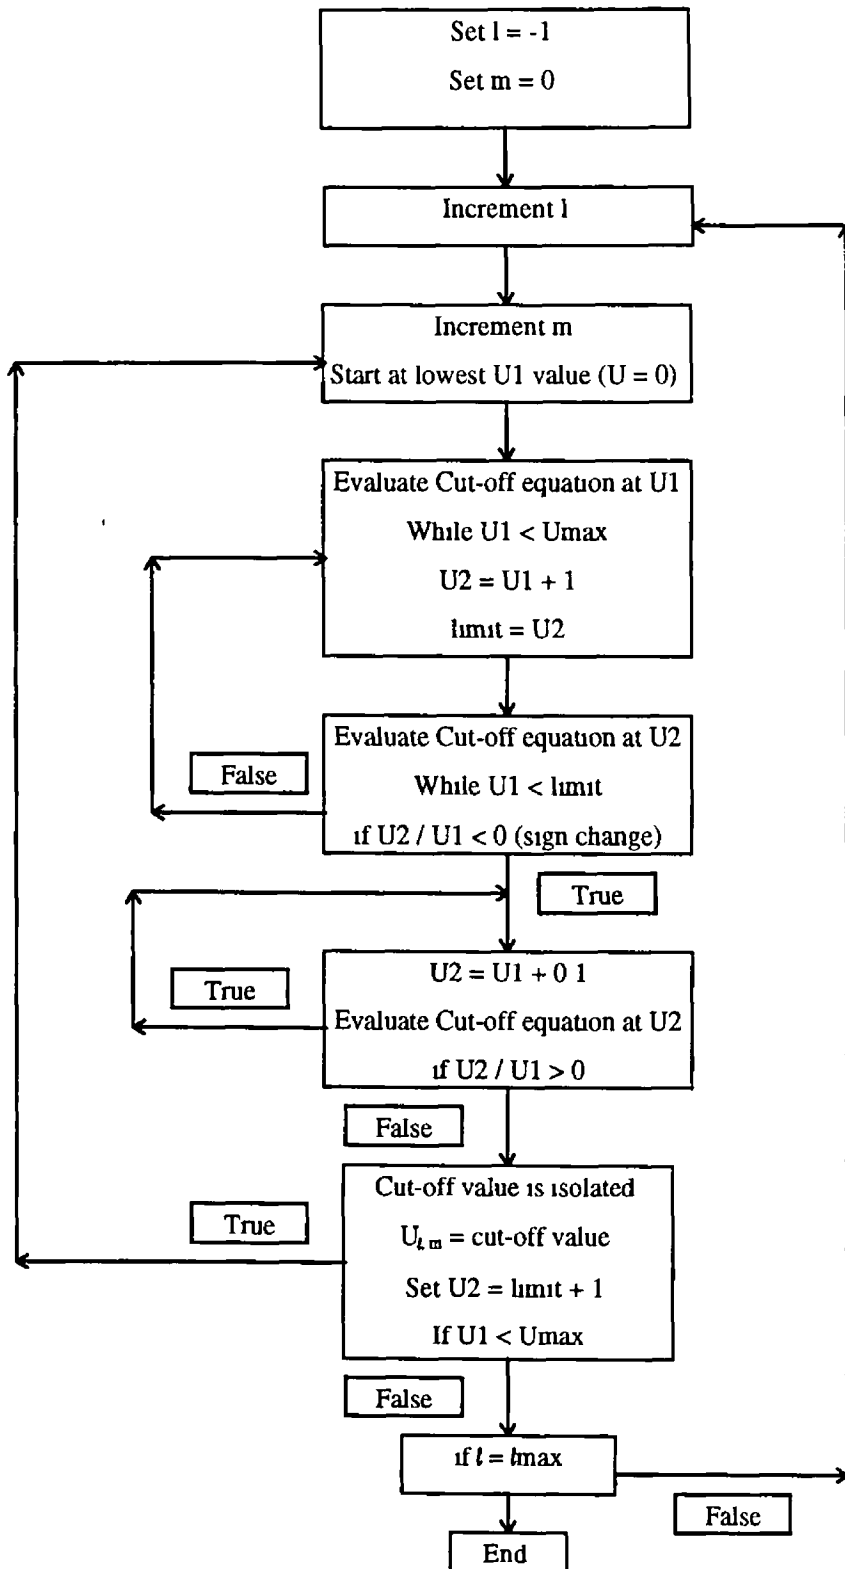 Set l = -1
Set m = 0
Increment l
Increment m
Start at lowest U1 value (U = 0)
Evaluate Cut-off equation at U1
While U1 < Umax
U2 = U1 + 1
limit = U2
Evaluate Cut-off equation at U2
While U1 < limit
if U2 / U1 < 0 (sign change)
False
True
U2 = U1 + 0 1
Evaluate Cut-off equation at U2
if U2 / U1 > 0
True
False
Cut-off value is isolated
Uℓ,m = cut-off value
Set U2 = limit + 1
If U1 < Umax
True
False
if ℓ = ℓmax
False
End